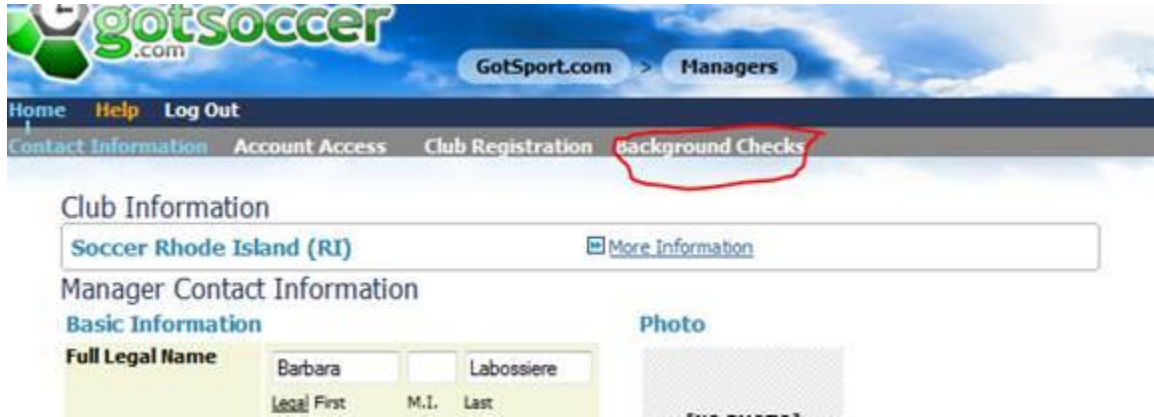 gotsoccer
.com
GotSport.com > Managers
Home Help Log Out
Contact Information Account Access Club Registration Background Checks
Club Information
Soccer Rhode Island (RI) More Information
Manager Contact Information
Basic Information Photo
Full Legal Name Barbara Labossiere
Legal First M.I. Last